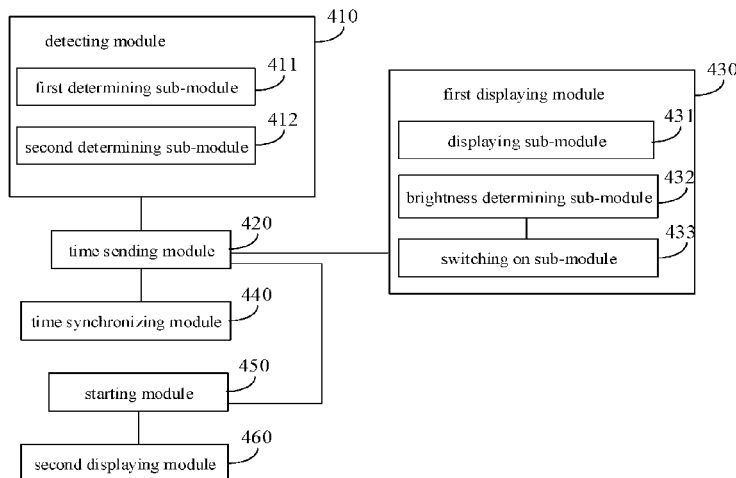 410
detecting module
411
first determining sub-module
412
second determining sub-module
430
first displaying module
431
displaying sub-module
432
brightness determining sub-module
433
switching on sub-module
420
time sending module
440
time synchronizing module
450
starting module
460
second displaying module